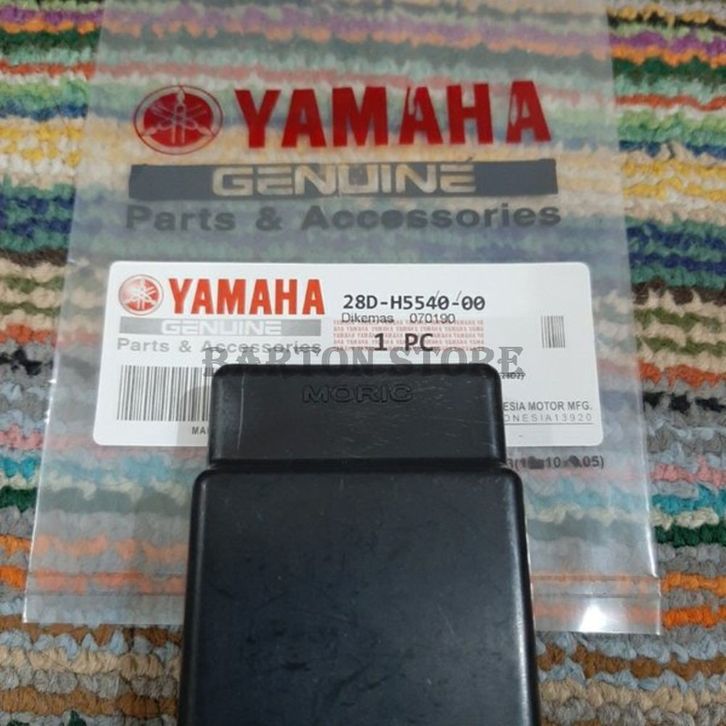 YAMAHA
GENUINE
Parts & Accessories
YAMAHA
GENUINE
Parts & Accessories
28D-H5540-00
Dikemas 070190
1 PC
BARTON STORE
MORIC
ESIA MOTOR MFG.
ONESIA13920